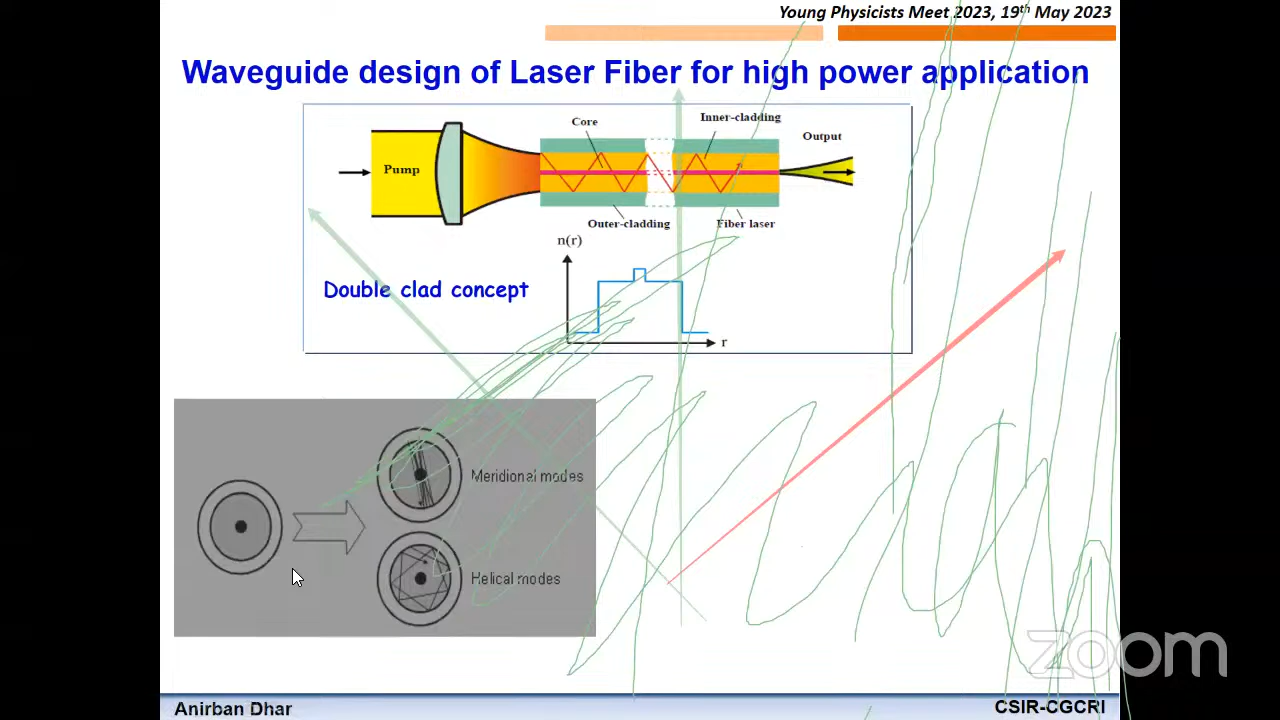 Young Physicists Meet 2023, 19th May 2023
Waveguide design of Laser Fiber for high power application
Core
Inner-cladding
Output
Pump
Outer-cladding
Fiber laser
n(r)
Double clad concept
r
Meridional modes
Helical modes
zoom
Anirban Dhar
CSIR-CGCRI